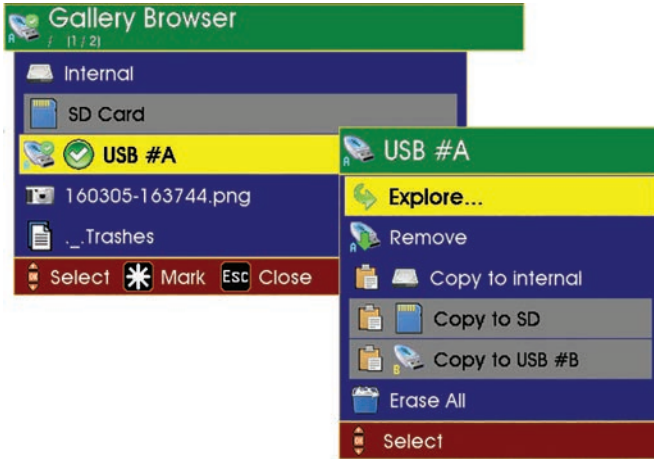 Gallery Browser
/ (1 / 2)
A
Internal
SD Card
A USB #A
160305-163744.png
._.Trashes
Select Mark Esc Close
A USB #A
Explore...
A Remove
Copy to internal
Copy to SD
B Copy to USB #B
Erase All
Select